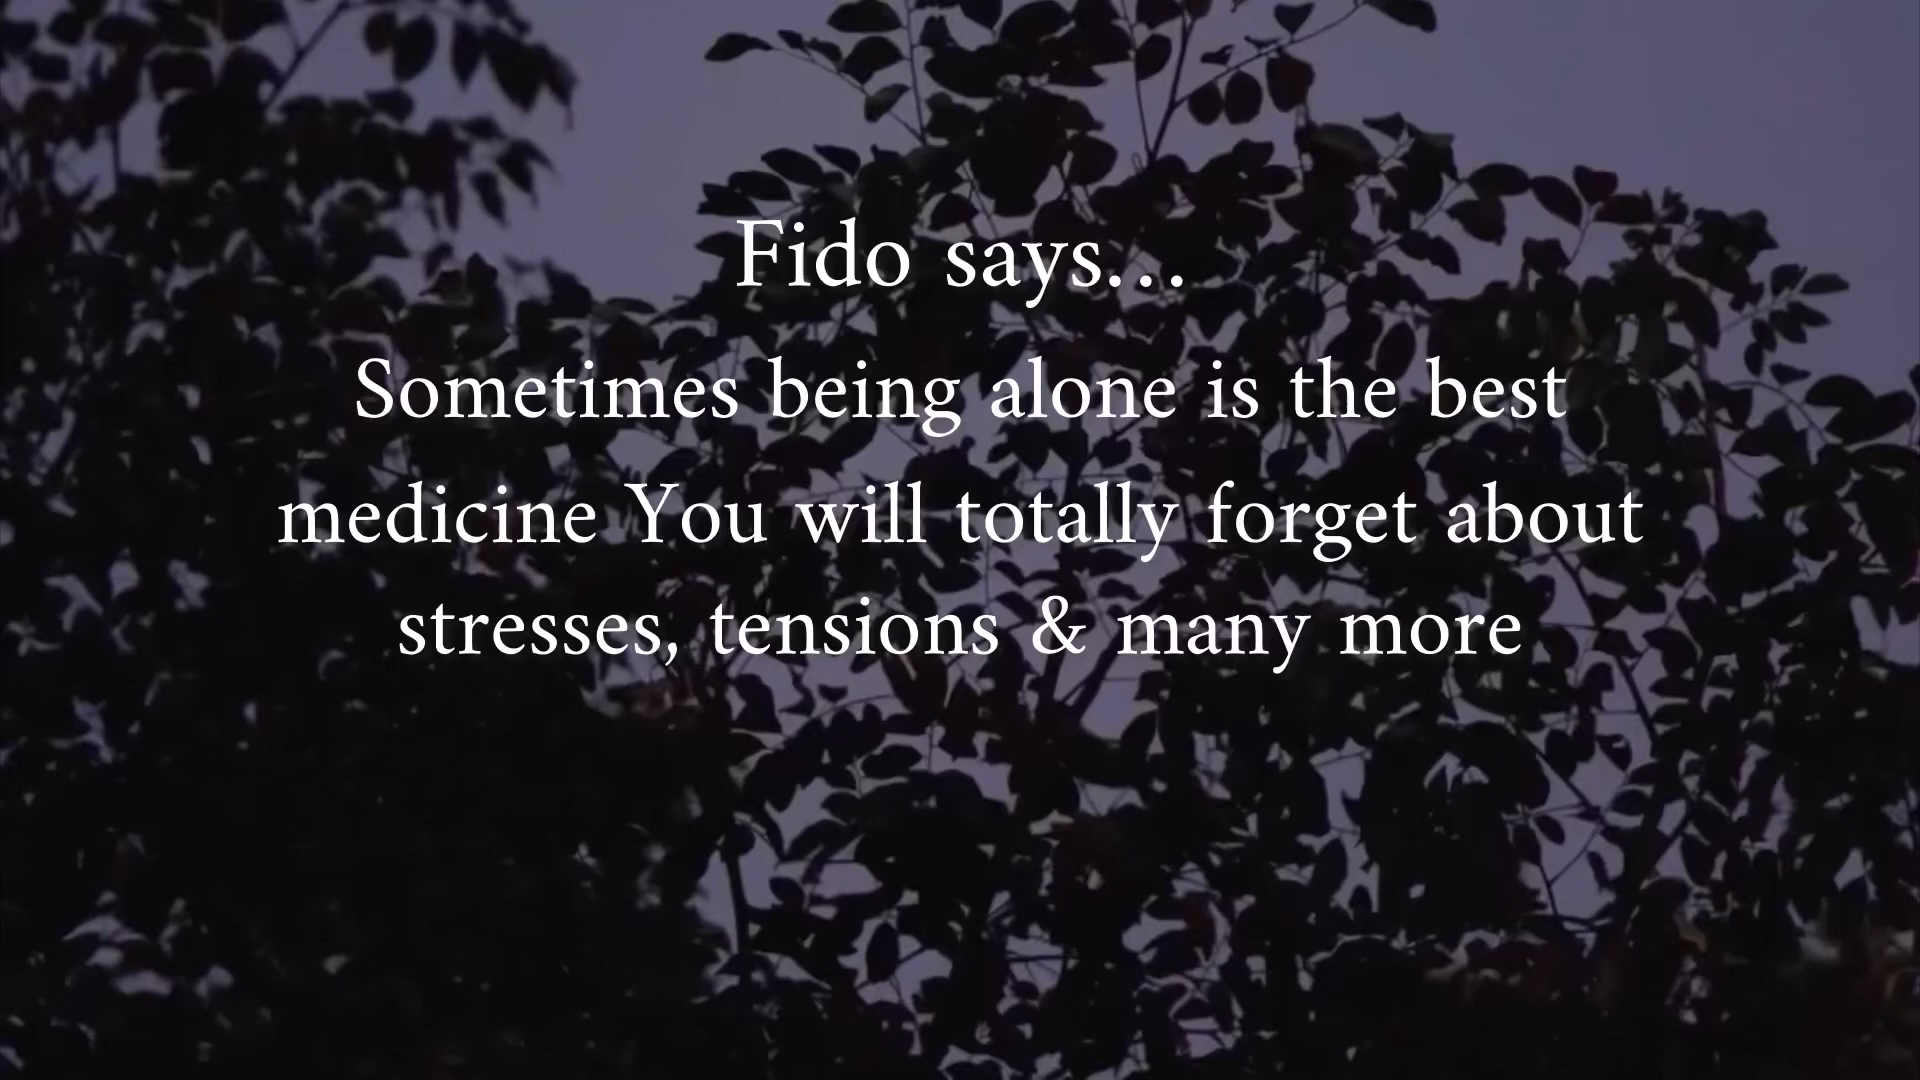 Fido says...
Sometimes being alone is the best
medicine You will totally forget about
stresses, tensions & many more